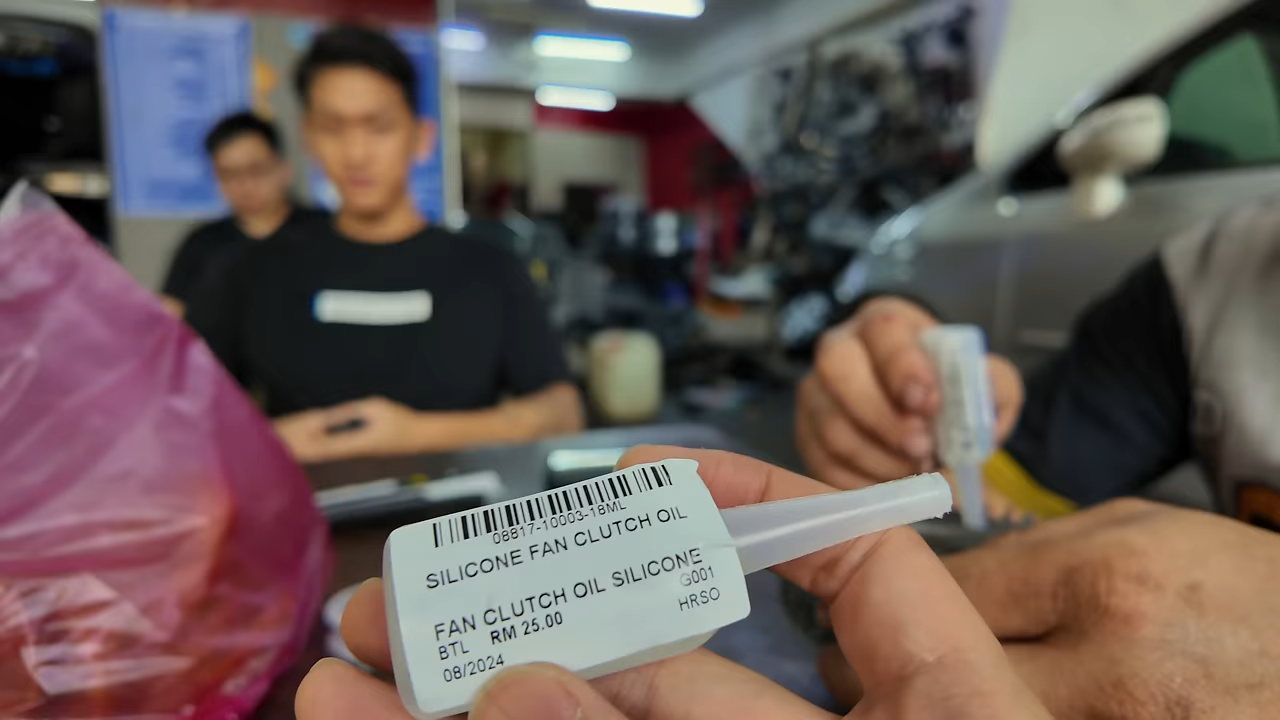 08817-10003-18ML
SILICONE FAN CLUTCH OIL
FAN CLUTCH OIL SILICONE
G001
BTL RM 25.00
HRSO
08/2024